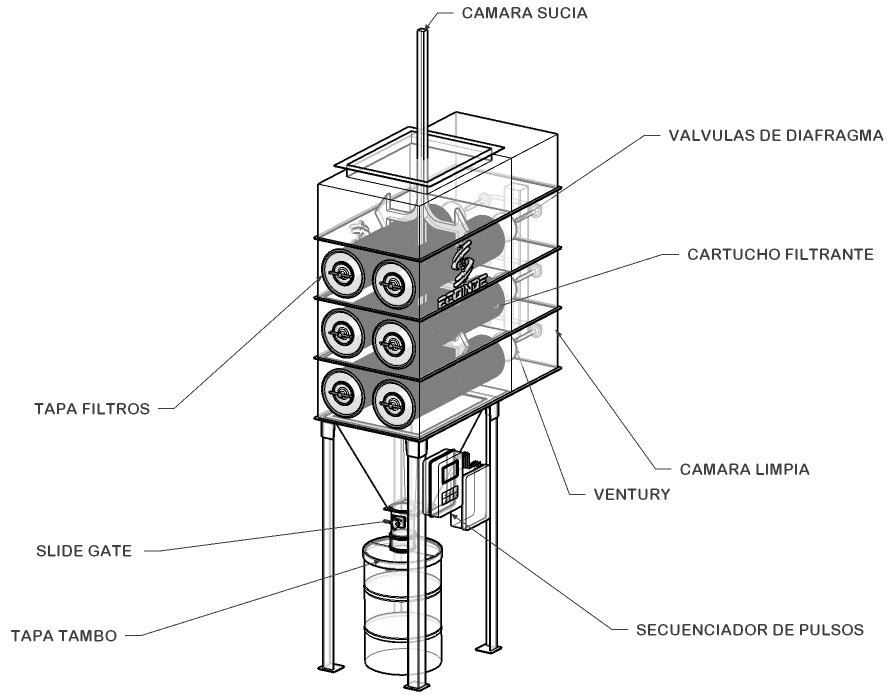 CAMARA SUCIA
VALVULAS DE DIAFRAGMA
CARTUCHO FILTRANTE
TAPA FILTROS
CAMARA LIMPIA
VENTURY
SLIDE GATE
SECUENCIADOR DE PULSOS
TAPA TAMBO